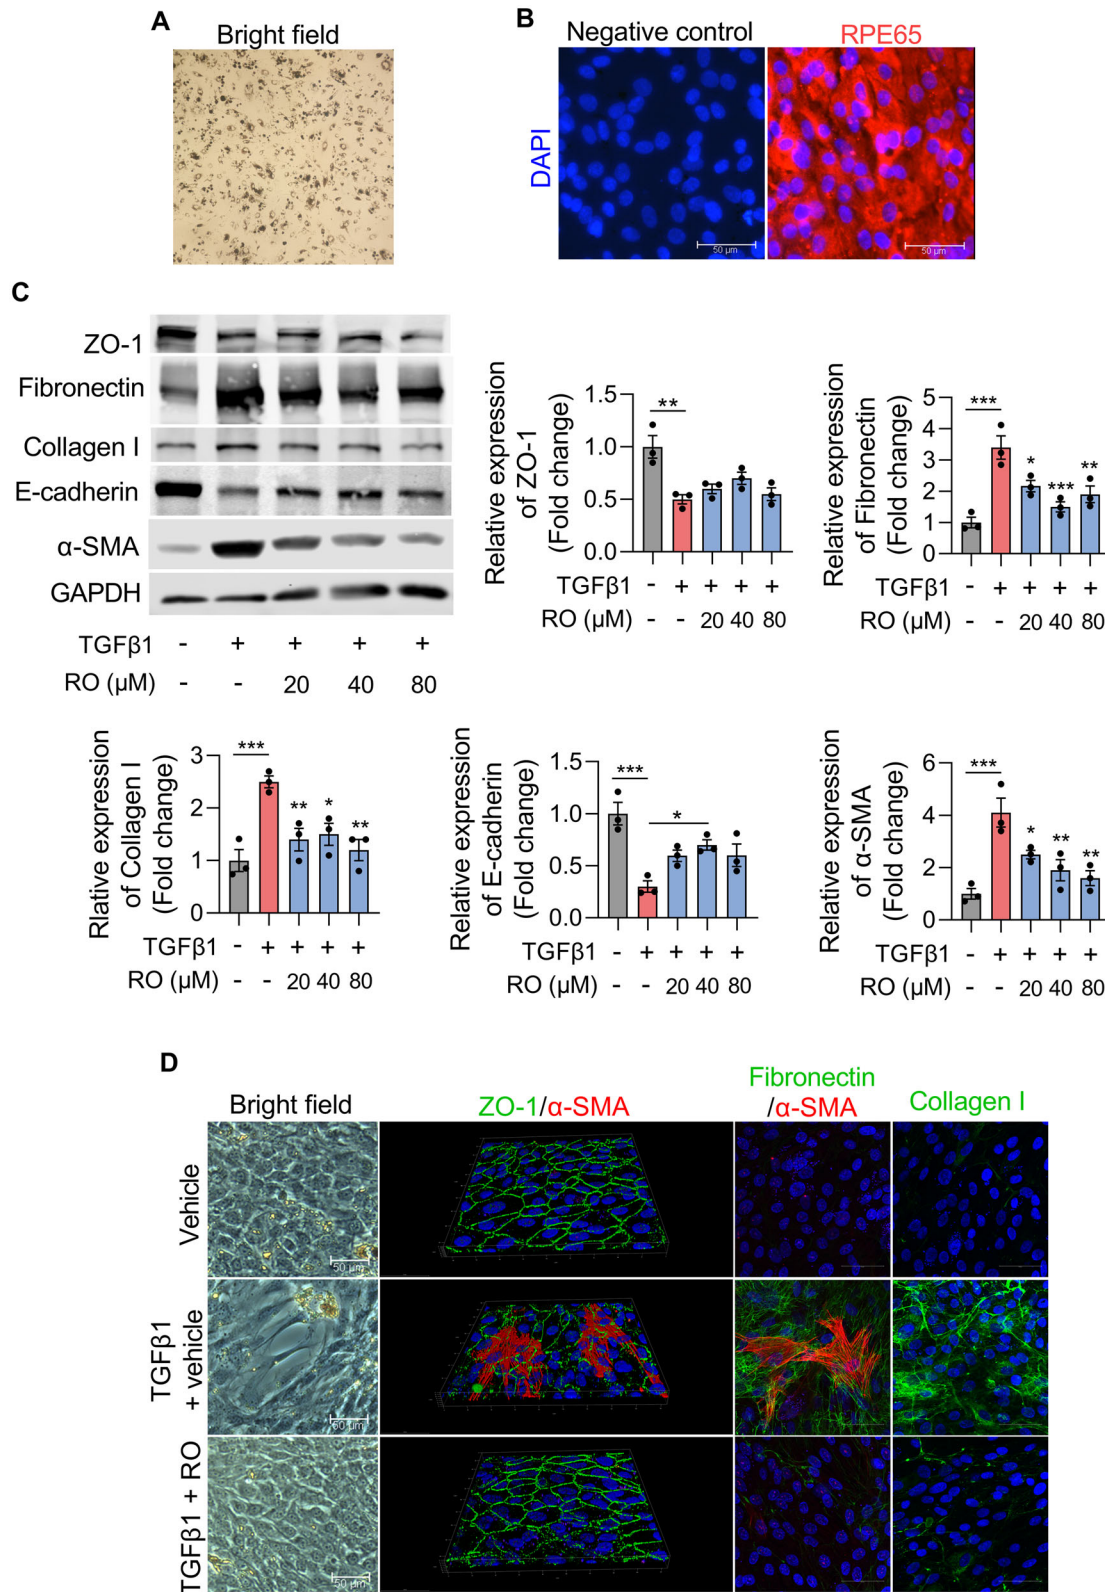 A
Bright field
B
Negative control
RPE65
DAPI
50 μm
50 μm
C
ZO-1
Fibronectin
Collagen I
E-cadherin
α-SMA
GAPDH
TGFβ1 - + + + +
RO (μM) - - 20 40 80
Relative expression
of ZO-1
(Fold change)
1.5
1.0
0.5
0.0
**
TGFβ1 - + + + +
RO (μM) - - 20 40 80
Relative expression
of Fibronectin
(Fold change)
5
4
3
2
1
0
***
*
***
**
TGFβ1 - + + + +
RO (μM) - - 20 40 80
Rlative expression
of Collagen I
(Fold change)
3
2
1
0
***
**
*
**
TGFβ1 - + + + +
RO (μM) - - 20 40 80
Relative expression
of E-cadherin
(Fold change)
1.5
1.0
0.5
0.0
***
*
TGFβ1 - + + + +
RO (μM) - - 20 40 80
Relative expression
of α-SMA
(Fold change)
6
4
2
0
***
*
**
**
TGFβ1 - + + + +
RO (μM) - - 20 40 80
D
Bright field
ZO-1/α-SMA
Fibronectin
/α-SMA
Collagen I
Vehicle
50 μm
TGFβ1
+ vehicle
50 μm
TGFβ1 + RO
50 μm